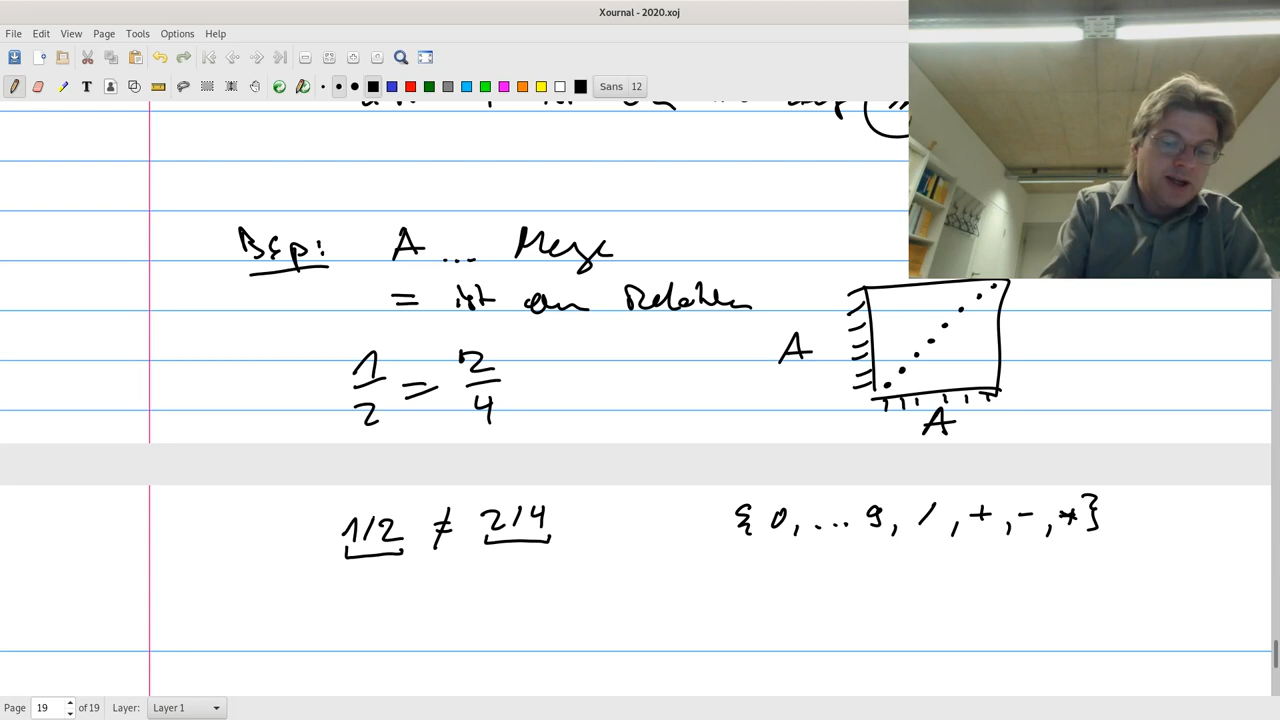 Xournal - 2020.xoj
File Edit View Page Tools Options Help
Sans 12
Bsp: A ... Menge
= ist ein Relation
1/2 = 2/4
A
A
1/2 ≠ 2/4 { 0, ... 9, /, +, -, * }
Page 19 of 19 Layer: Layer 1